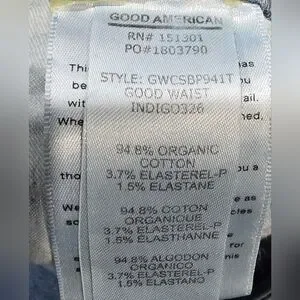 GOOD AMERICAN
RN# 151301
PO#1803790
STYLE: GWCSBP941T
GOOD WAIST
INDIGO326
94.8% ORGANIC
COTTON
3.7% ELASTEREL-P
1.5% ELASTANE
94.8% COTON
ORGANIQUE
3.7% ELASTEREL-P
1.5% ELASTHANNE
94.8% ALGODON
ORGANICO
3.7% ELASTEREL-P
1.5% ELASTANO